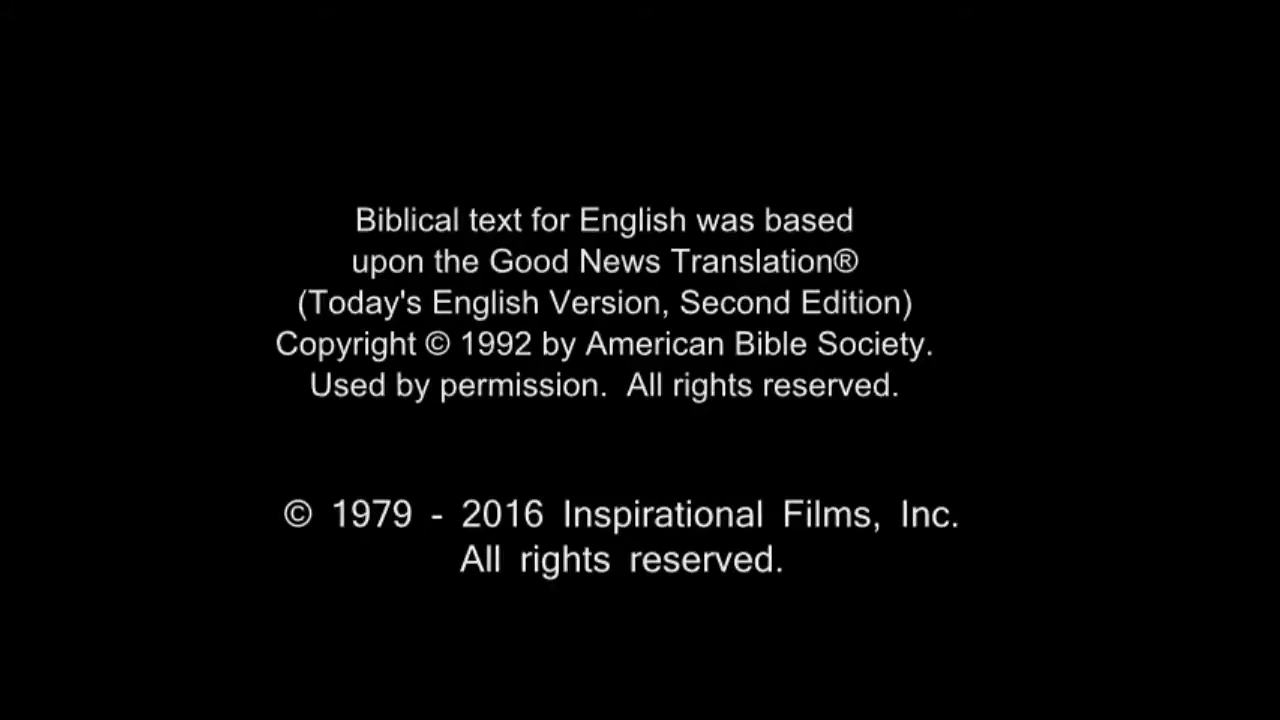 Biblical text for English was based
upon the Good News Translation®
(Today's English Version, Second Edition)
Copyright © 1992 by American Bible Society.
Used by permission.  All rights reserved.
© 1979 - 2016 Inspirational Films, Inc.
All rights reserved.